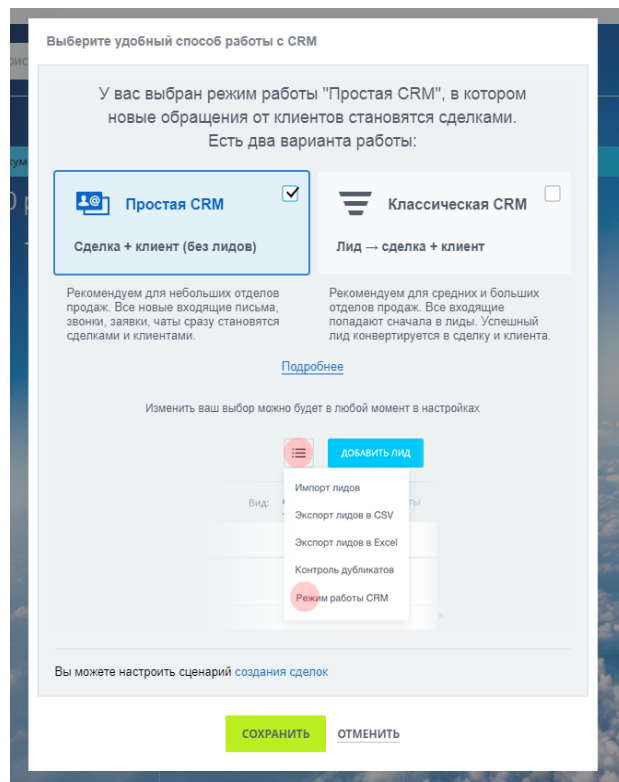 Выберите удобный способ работы с CRM
У вас выбран режим работы "Простая CRM", в котором
новые обращения от клиентов становятся сделками.
Есть два варианта работы:
Простая CRM
Сделка + клиент (без лидов)
Классическая CRM
Лид → сделка + клиент
Рекомендуем для небольших отделов
продаж. Все новые входящие письма,
звонки, заявки, чаты сразу становятся
сделками и клиентами.
Рекомендуем для средних и больших
отделов продаж. Все входящие
попадают сначала в лиды. Успешный
лид конвертируется в сделку и клиента.
Подробнее
Изменить ваш выбор можно будет в любой момент в настройках
ДОБАВИТЬ ЛИД
Импорт лидов
Вид:
Экспорт лидов в CSV
Экспорт лидов в Excel
Контроль дубликатов
Режим работы CRM
Вы можете настроить сценарий создания сделок
СОХРАНИТЬ ОТМЕНИТЬ